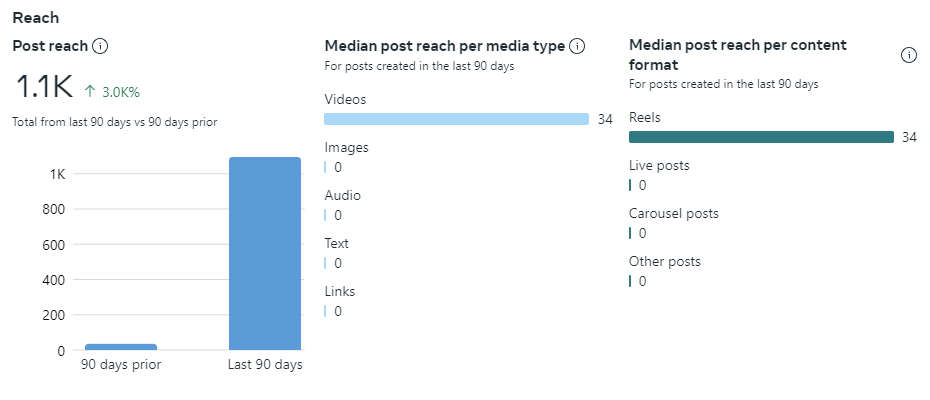 Reach
Post reach
1.1K ↑ 3.0K%
Total from last 90 days vs 90 days prior
1K
800
600
400
200
0
90 days prior
Last 90 days
Median post reach per media type
For posts created in the last 90 days
Videos
34
Images
0
Audio
0
Text
0
Links
0
Median post reach per content
format
For posts created in the last 90 days
Reels
34
Live posts
0
Carousel posts
0
Other posts
0